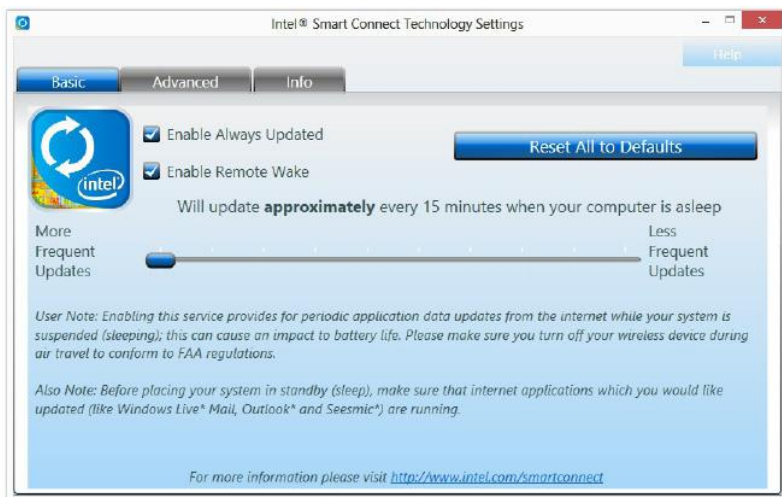 Intel® Smart Connect Technology Settings
Help
Basic
Advanced
Info
intel
Enable Always Updated
Reset All to Defaults
Enable Remote Wake
Will update approximately every 15 minutes when your computer is asleep
More
Frequent
Updates
Less
Frequent
Updates
User Note: Enabling this service provides for periodic application data updates from the internet while your system is
suspended (sleeping); this can cause an impact to battery life. Please make sure you turn off your wireless device during
air travel to conform to FAA regulations.
Also Note: Before placing your system in standby (sleep), make sure that internet applications which you would like
updated (like Windows Live* Mail, Outlook* and Seesmic*) are running.
For more information please visit http://www.intel.com/smartconnect